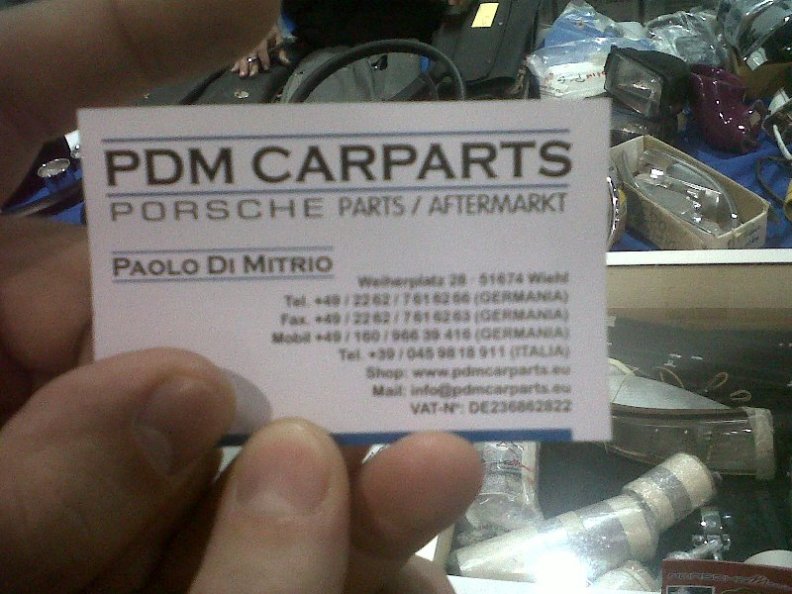 PDM CARPARTS
PORSCHE PARTS / AFTERMARKT
PAOLO DI MITRIO
Weiherplatz 28 51674 Wiehl
Tel. +49 / 22 62 / 7 61 62 66 (GERMANIA)
Fax. +49 / 22 62 / 7 61 62 63 (GERMANIA)
Mobil +49 / 160 / 966 39 416 (GERMANIA)
Tel. +39 / 045 98 18 911 (ITALIA)
Shop: www.pdmcarparts.eu
Mail: info@pdmcarparts.eu
VAT-N°: DE236862822
PORSCHE